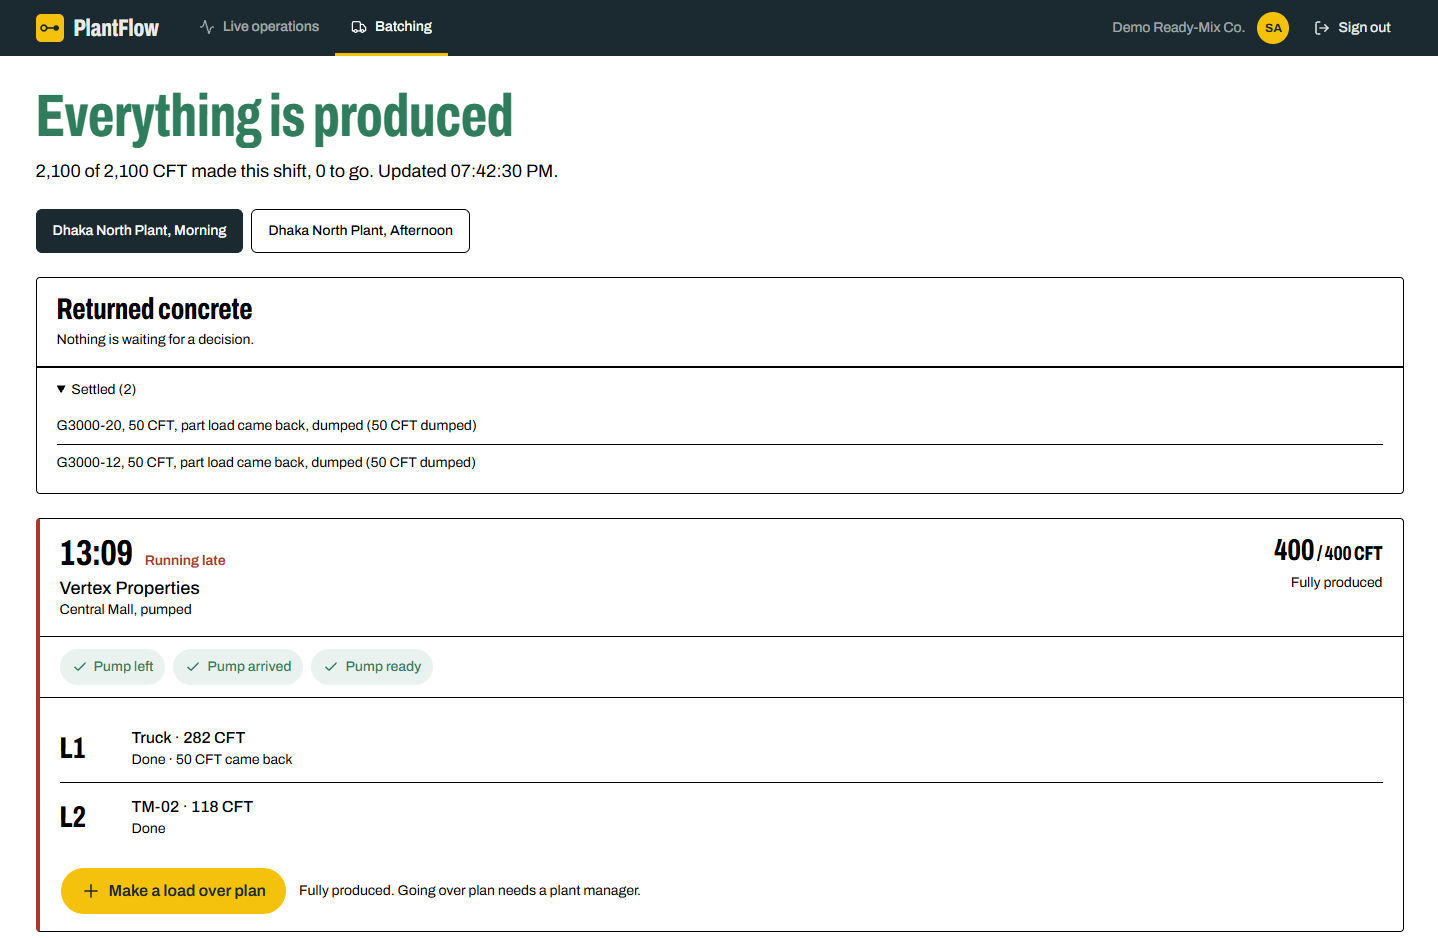 PlantFlow
Live operations
Batching
Demo Ready-Mix Co.
SA
Sign out
Everything is produced
2,100 of 2,100 CFT made this shift, 0 to go. Updated 07:42:30 PM.
Dhaka North Plant, Morning
Dhaka North Plant, Afternoon
Returned concrete
Nothing is waiting for a decision.
▼ Settled (2)
G3000-20, 50 CFT, part load came back, dumped (50 CFT dumped)
G3000-12, 50 CFT, part load came back, dumped (50 CFT dumped)
13:09 Running late
400 / 400 CFT
Vertex Properties
Fully produced
Central Mall, pumped
Pump left
Pump arrived
Pump ready
L1
Truck · 282 CFT
Done · 50 CFT came back
L2
TM-02 · 118 CFT
Done
+ Make a load over plan
Fully produced. Going over plan needs a plant manager.